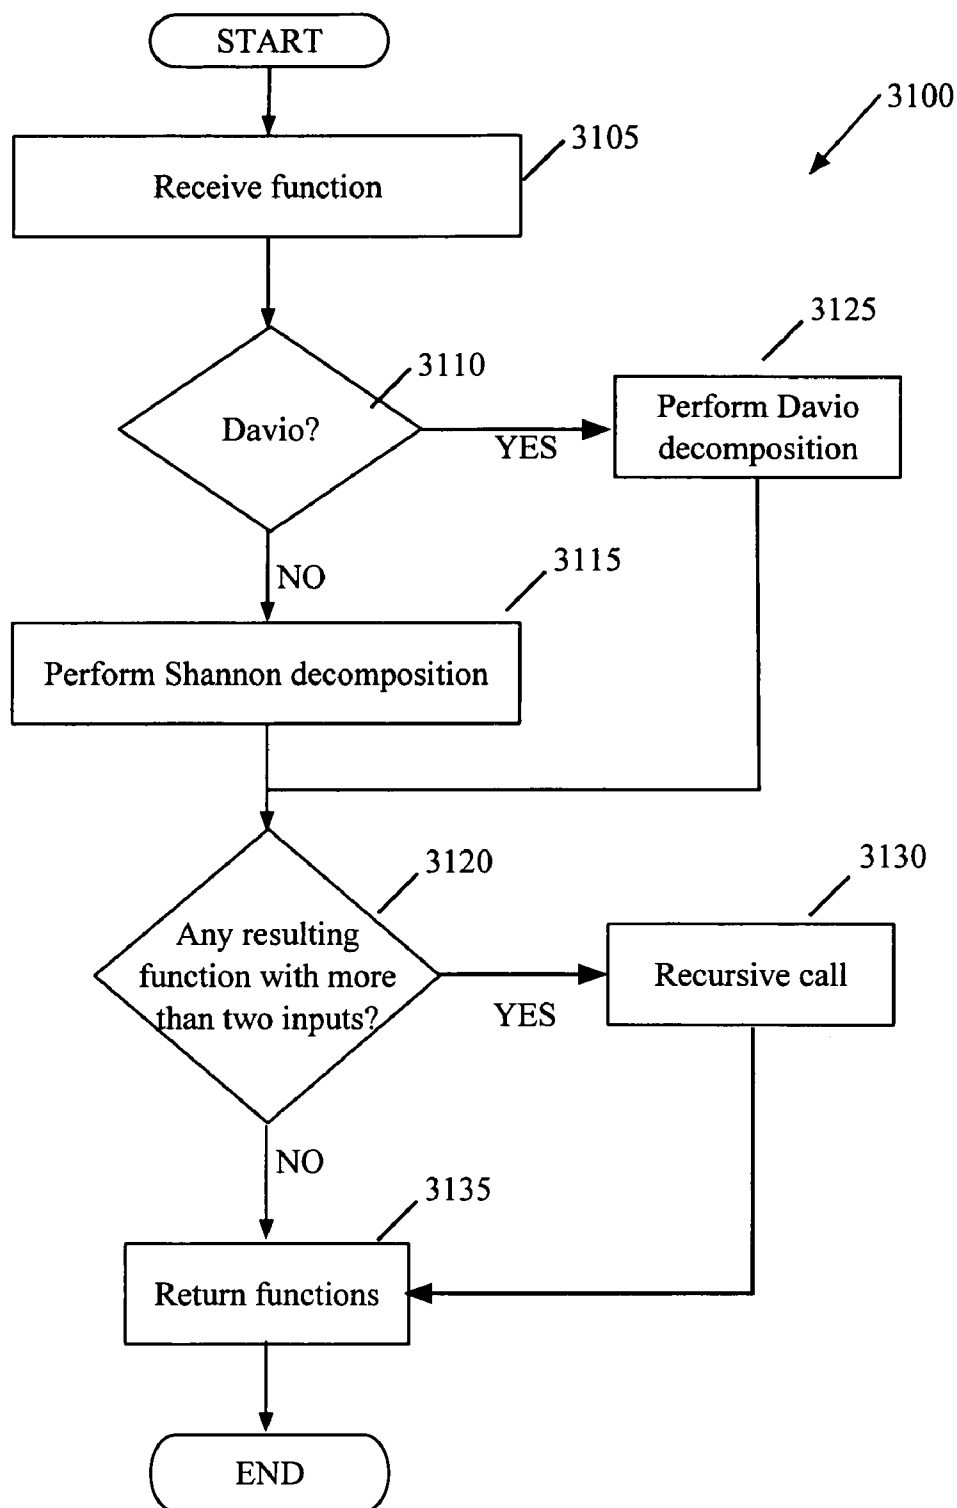 START
3100
3105
Receive function
3125
3110
Davio?
YES
Perform Davio
decomposition
3115
NO
Perform Shannon decomposition
3120
3130
Any resulting
function with more
than two inputs?
YES
Recursive call
NO
3135
Return functions
END